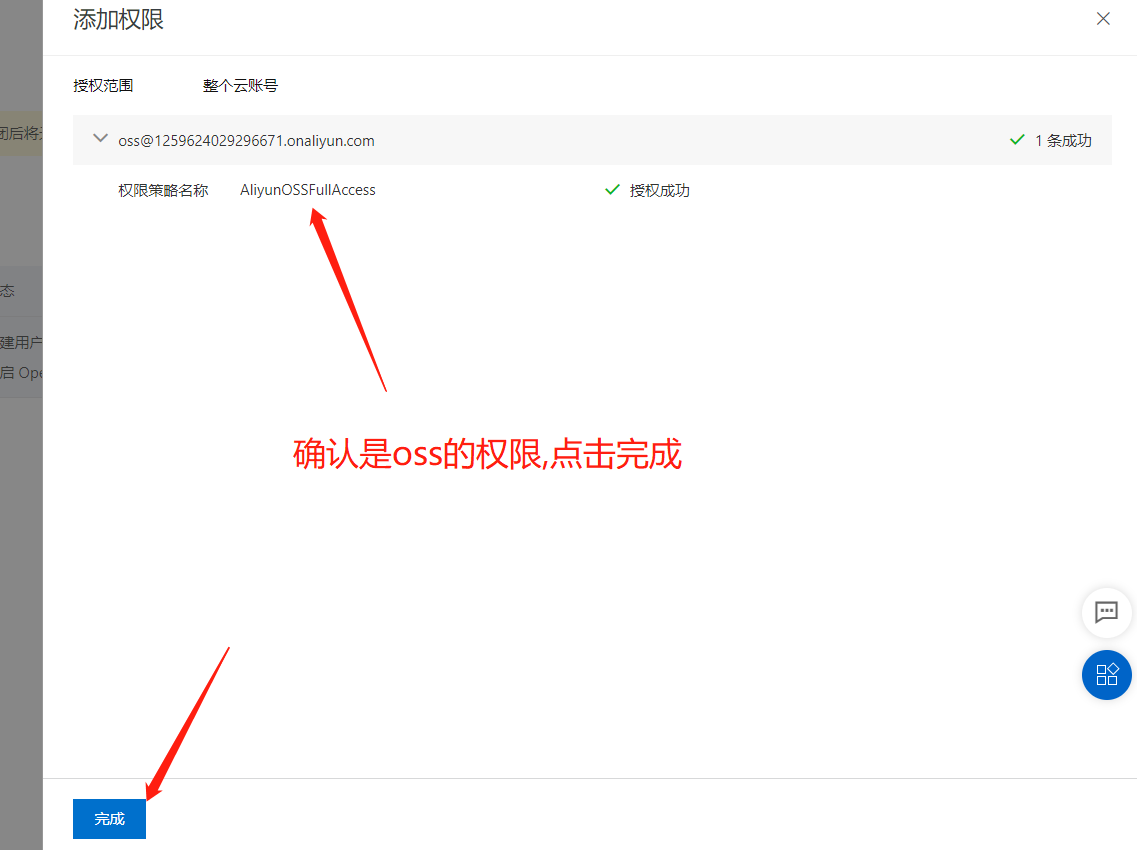 添加权限
授权范围 整个云账号
闭后将
oss@1259624029296671.onaliyun.com 1 条成功
权限策略名称 AliyunOSSFullAccess 授权成功
态
建用户
启 Ope
确认是oss的权限,点击完成
完成